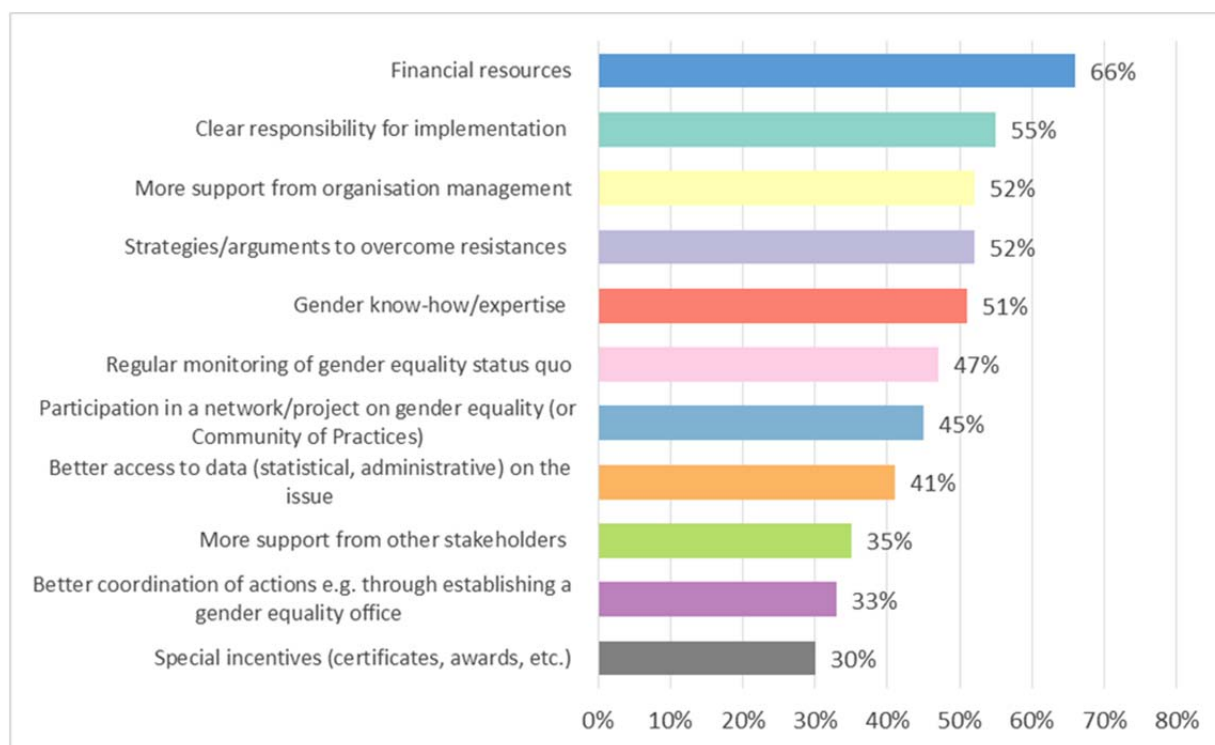 Financial resources 66%
Clear responsibility for implementation 55%
More support from organisation management 52%
Strategies/arguments to overcome resistances 52%
Gender know-how/expertise 51%
Regular monitoring of gender equality status quo 47%
Participation in a network/project on gender equality (or
Community of Practices) 45%
Better access to data (statistical, administrative) on the
issue 41%
More support from other stakeholders 35%
Better coordination of actions e.g. through establishing a
gender equality office 33%
Special incentives (certificates, awards, etc.) 30%
0% 10% 20% 30% 40% 50% 60% 70% 80%